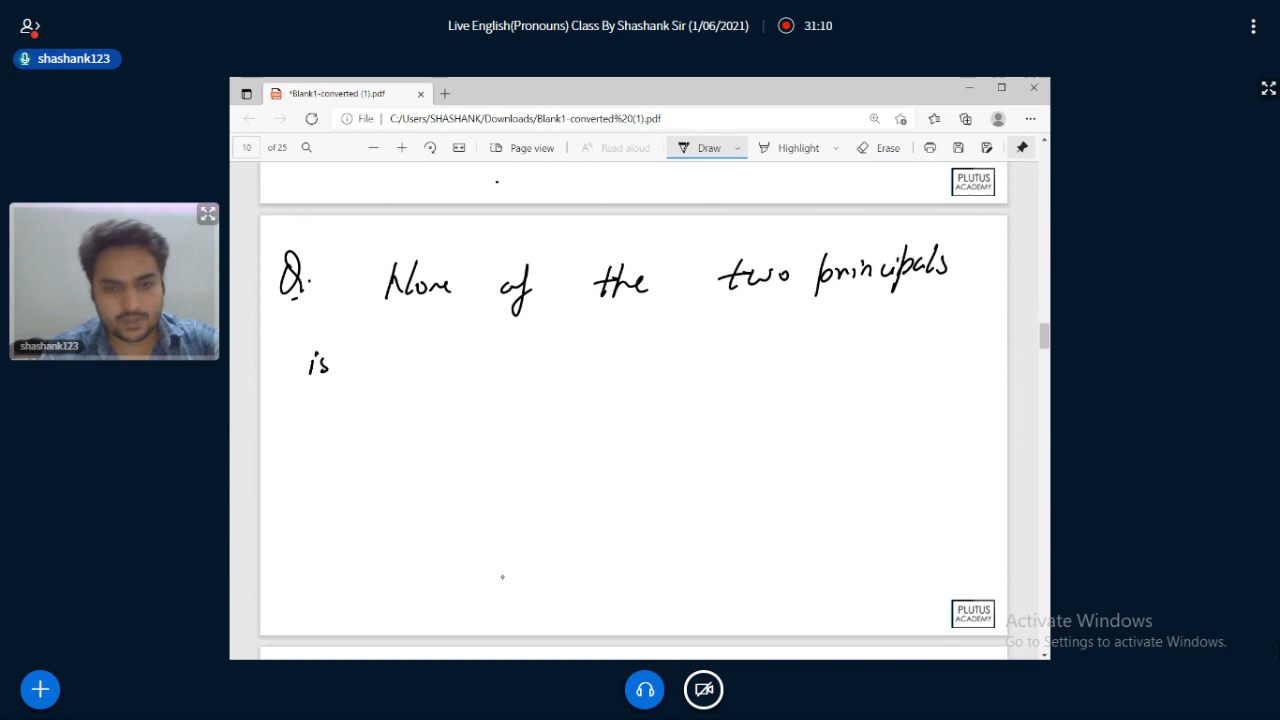 Live English(Pronouns) Class By Shashank Sir (1/06/2021) 31:10
shashank123
*Blank1-converted (1).pdf
File C:/Users/SHASHANK/Downloads/Blank1-converted%20(1).pdf
10 of 25 Page view Read aloud Draw Highlight Erase
PLUTUS
ACADEMY
Q. None of the two principals
is
shashank123
PLUTUS
ACADEMY
Activate Windows
Go to Settings to activate Windows.